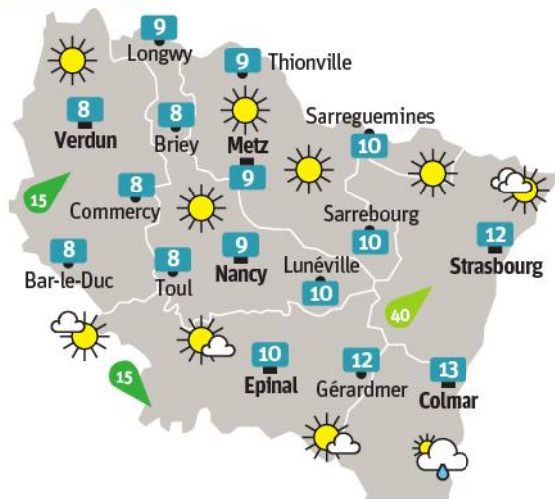 9
Longwy
9
Thionville
8
Verdun
8
Briey
Metz
9
Sarreguemines
10
15
8
Commercy
Sarrebourg
10
12
Strasbourg
8
Bar-le-Duc
8
Toul
9
Nancy
Lunéville
10
40
15
10
Epinal
12
Gérardmer
13
Colmar